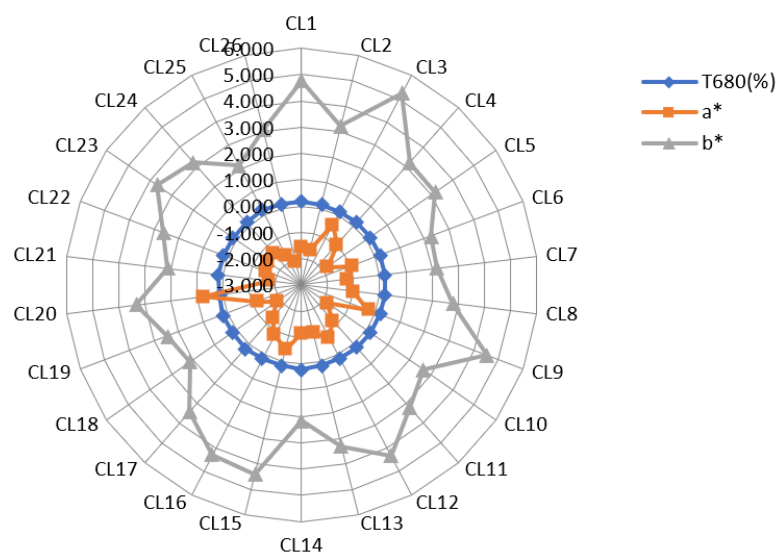 CL1
CL2
CL3
CL4
CL5
CL6
CL7
CL8
CL9
CL10
CL11
CL12
CL13
CL14
CL15
CL16
CL17
CL18
CL19
CL20
CL21
CL22
CL23
CL24
CL25
CL26
6.000
5.000
4.000
3.000
2.000
1.000
0.000
-1.000
-2.000
-3.000
T680(%)
a*
b*